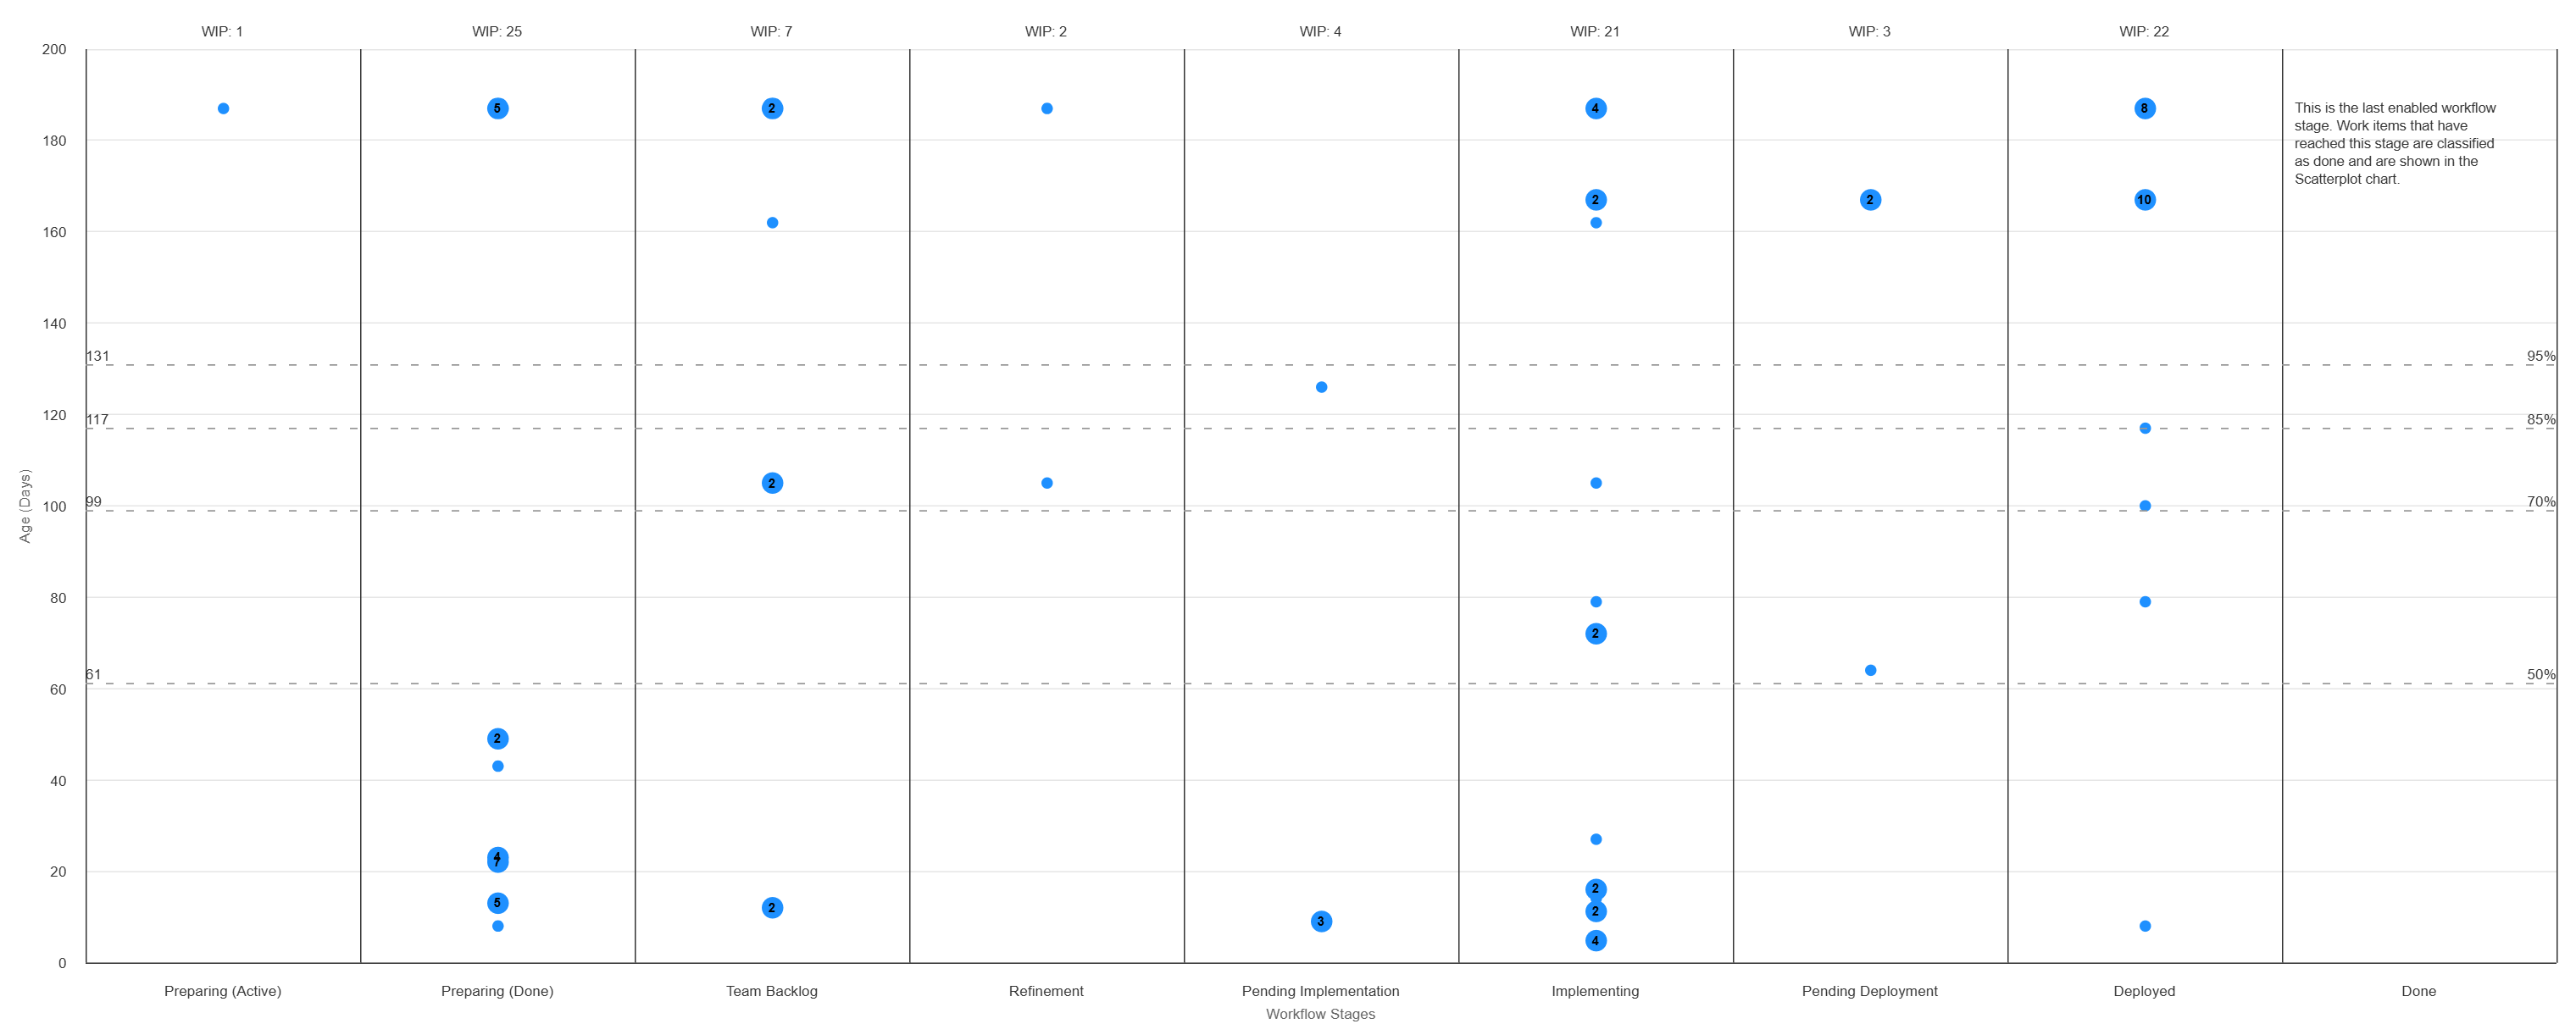 WIP: 1
WIP: 25
WIP: 7
WIP: 2
WIP: 4
WIP: 21
WIP: 3
WIP: 22
200
180
160
140
120
100
80
60
40
20
0
Age (Days)
131
117
99
61
95%
85%
70%
50%
5
2
4
7
5
2
2
2
3
4
2
2
2
2
4
2
8
10
This is the last enabled workflow
stage. Work items that have
reached this stage are classified
as done and are shown in the
Scatterplot chart.
Preparing (Active)
Preparing (Done)
Team Backlog
Refinement
Pending Implementation
Implementing
Pending Deployment
Deployed
Done
Workflow Stages